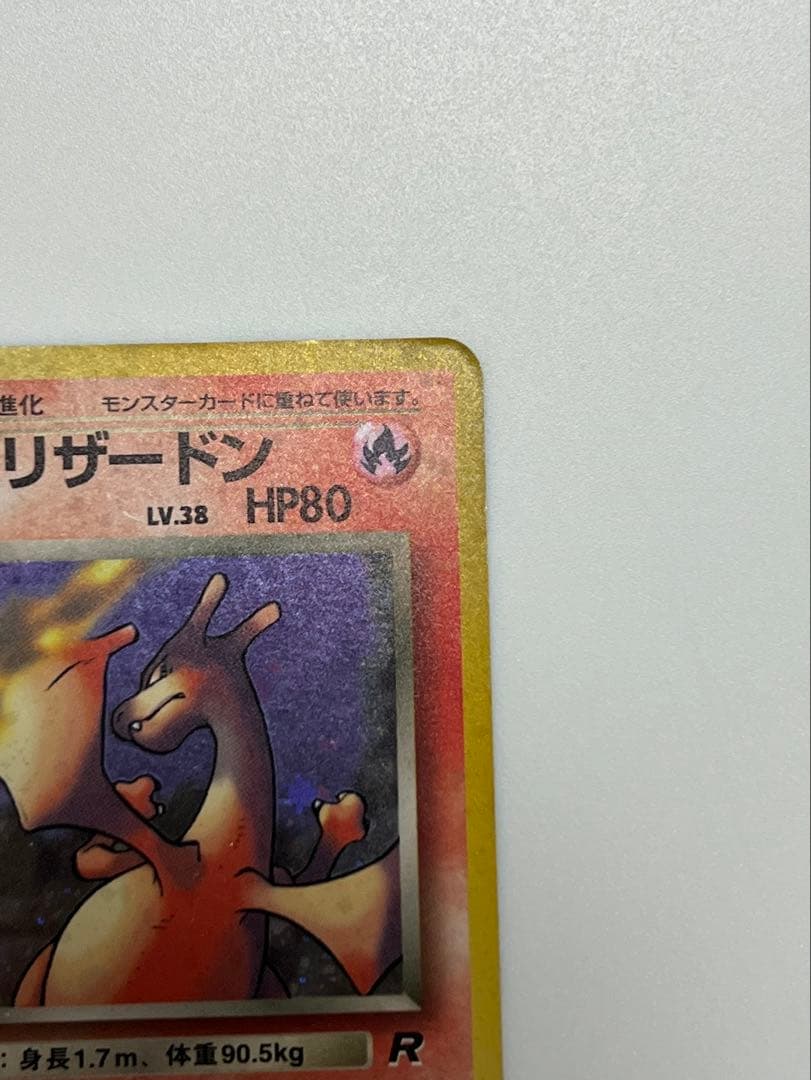 進化 モンスターカードに重ねて使います。
リザードン
LV.38 HP80
: 身長1.7m、体重90.5kg
R